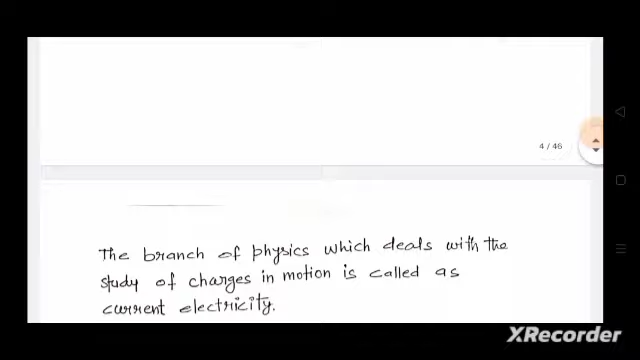 4 / 46
The branch of physics which deals with the
study of charges in motion is called as
current electricity.
XRecorder